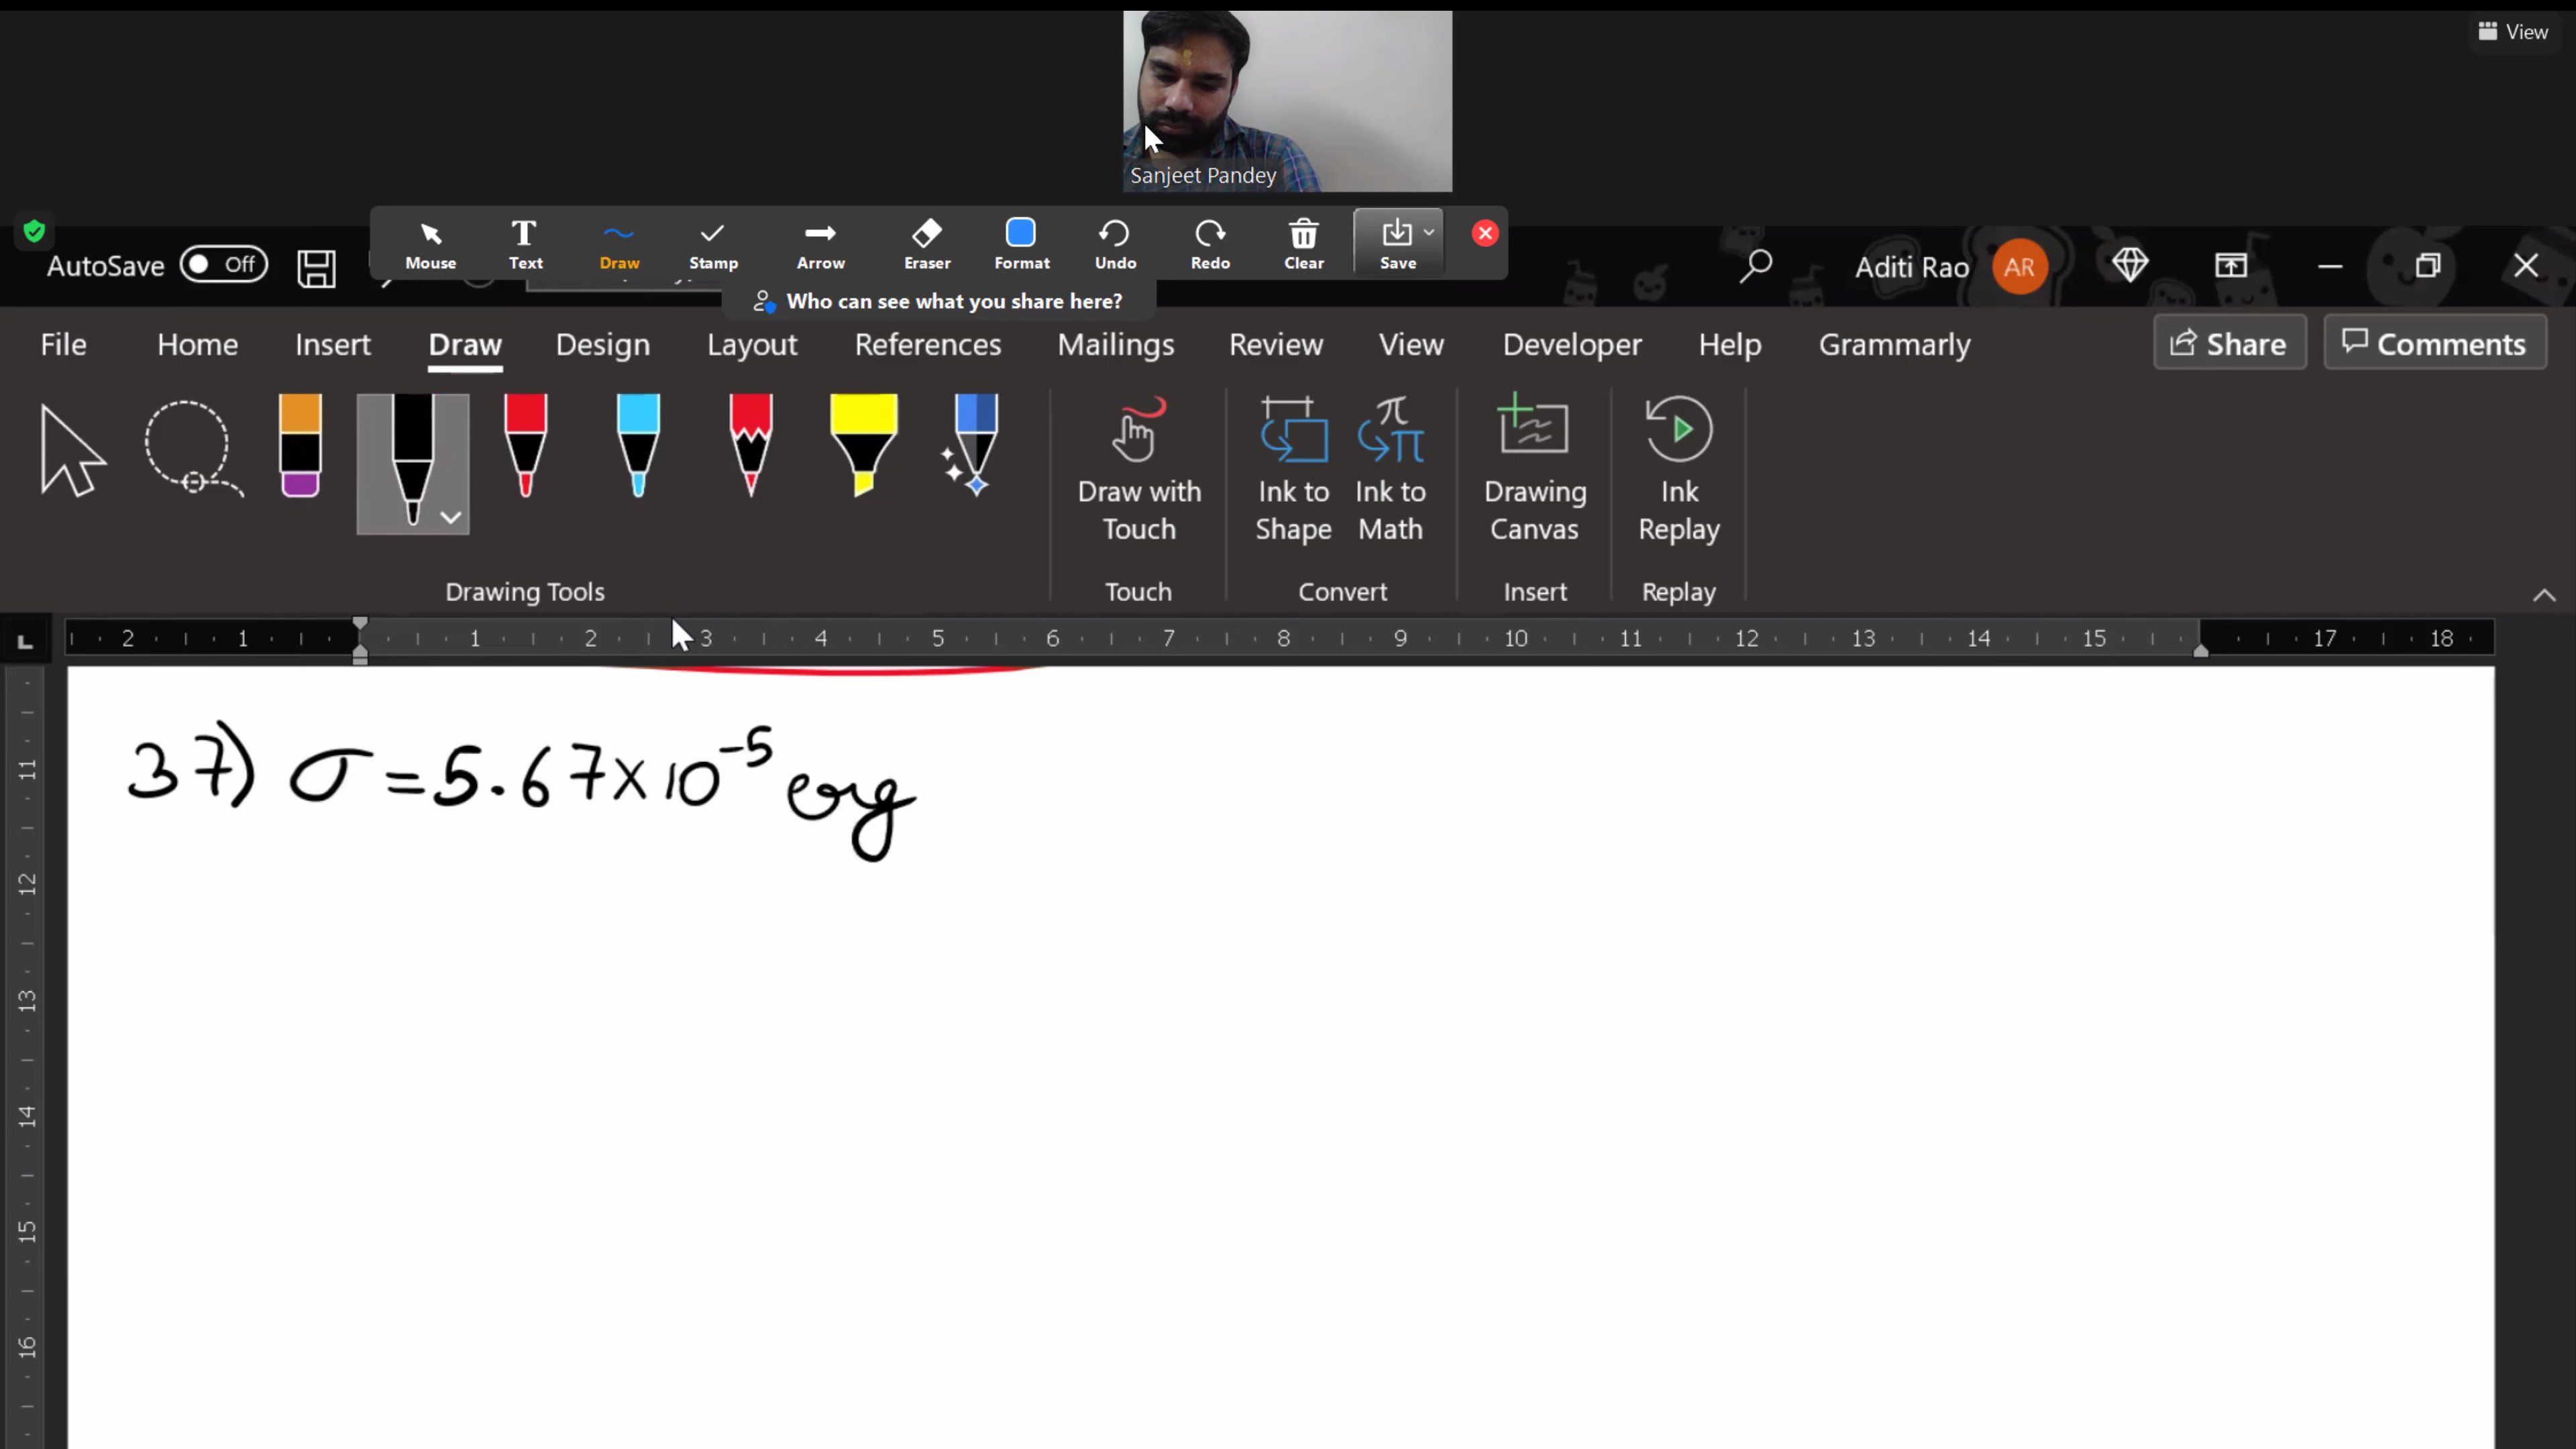 View
Sanjeet Pandey
Mouse Text Draw Stamp Arrow Eraser Format Undo Redo Clear Save
AutoSave Off
Aditi Rao AR
Who can see what you share here?
File Home Insert Draw Design Layout References Mailings Review View Developer Help Grammarly Share Comments
Draw with Touch
Ink to Shape
Ink to Math
Drawing Canvas
Ink Replay
Drawing Tools Touch Convert Insert Replay
L 2 1 1 2 3 4 5 6 7 8 9 10 11 12 13 14 15 17 18
37) σ = 5.67×10⁻⁵ erg
11
12
13
14
15
16